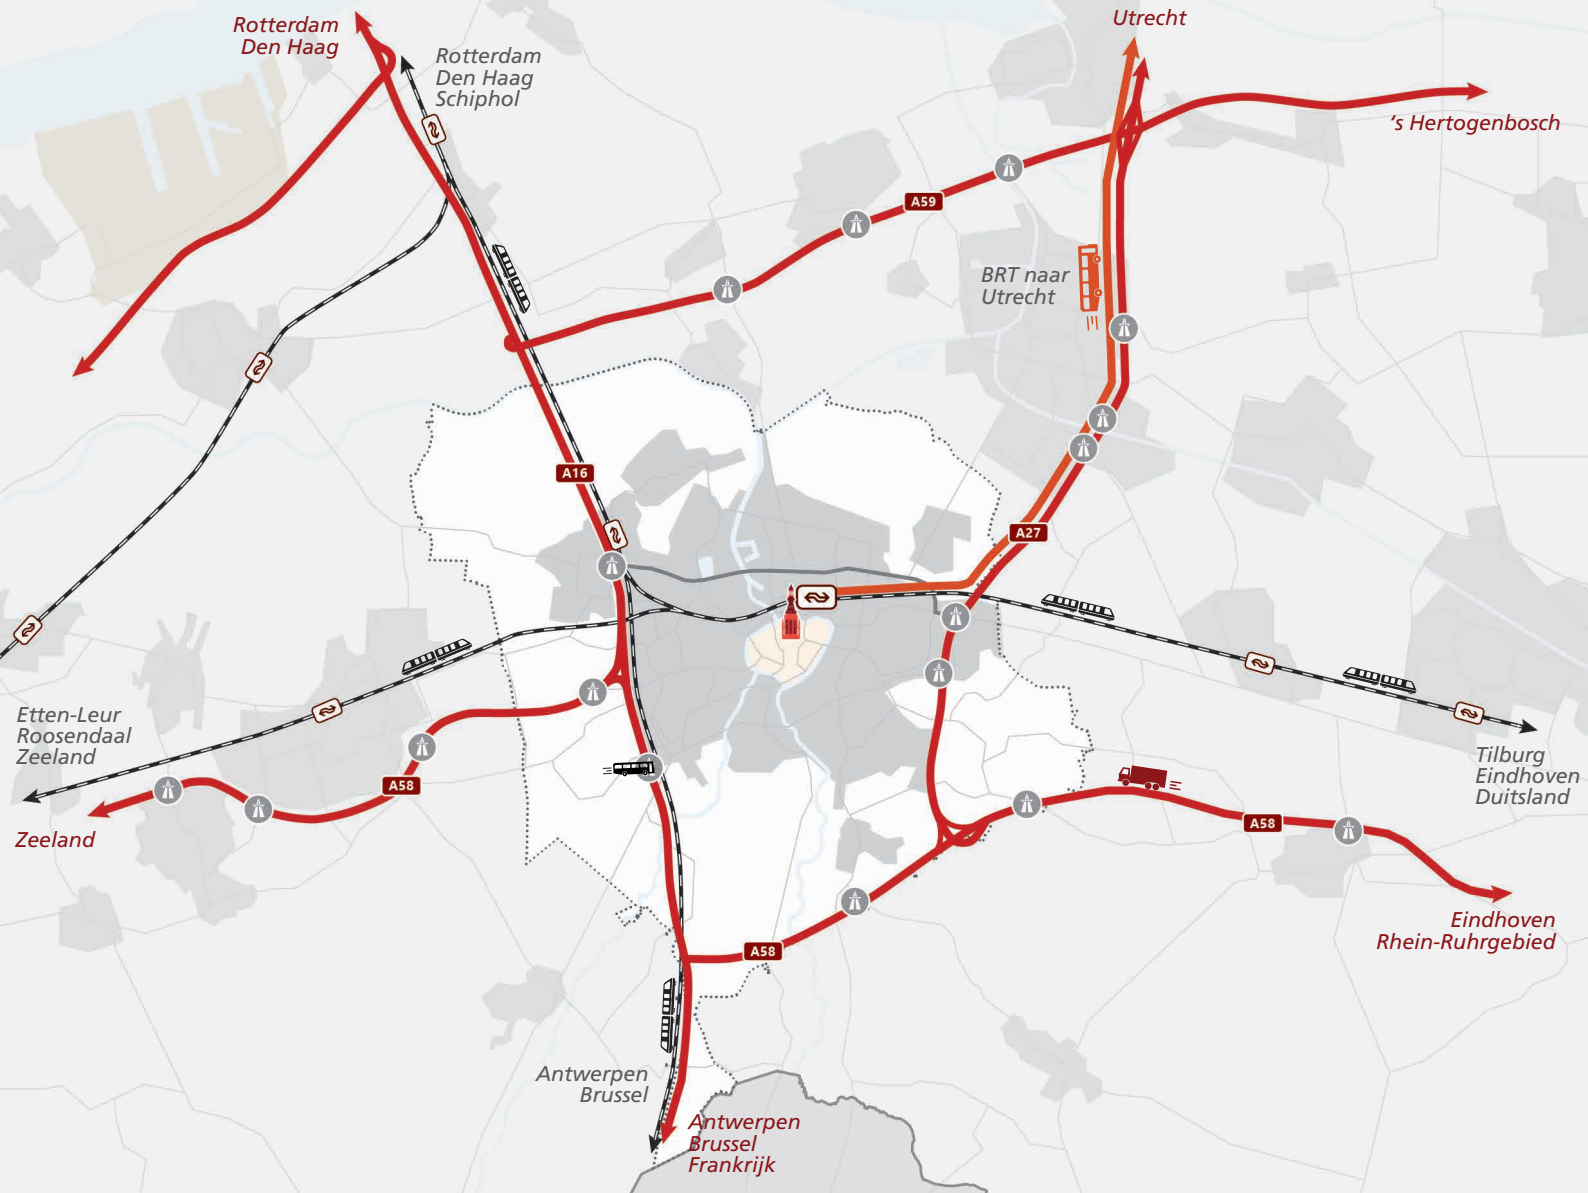 Rotterdam
Den Haag
Rotterdam
Den Haag
Schiphol
Utrecht
's Hertogenbosch
A59
BRT naar
Utrecht
A16
A27
Etten-Leur
Roosendaal
Zeeland
A58
Zeeland
Tilburg
Eindhoven
Duitsland
A58
Eindhoven
Rhein-Ruhrgebied
A58
Antwerpen
Brussel
Antwerpen
Brussel
Frankrijk